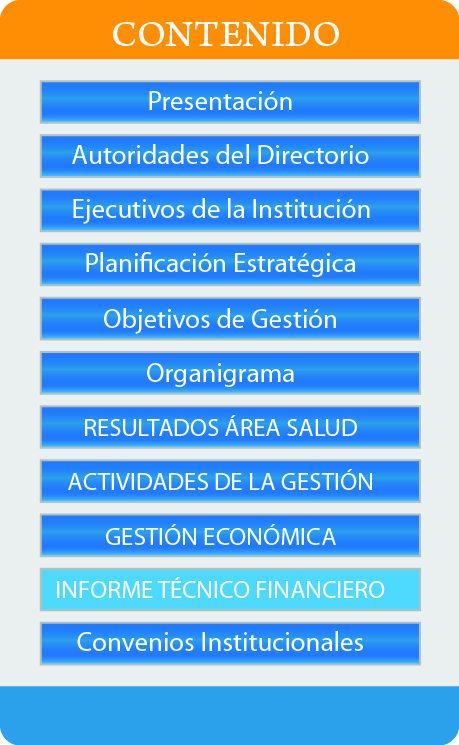 CONTENIDO
Presentación
Autoridades del Directorio
Ejecutivos de la Institución
Planificación Estratégica
Objetivos de Gestión
Organigrama
RESULTADOS ÁREA SALUD
ACTIVIDADES DE LA GESTIÓN
GESTIÓN ECONÓMICA
INFORME TÉCNICO FINANCIERO
Convenios Institucionales